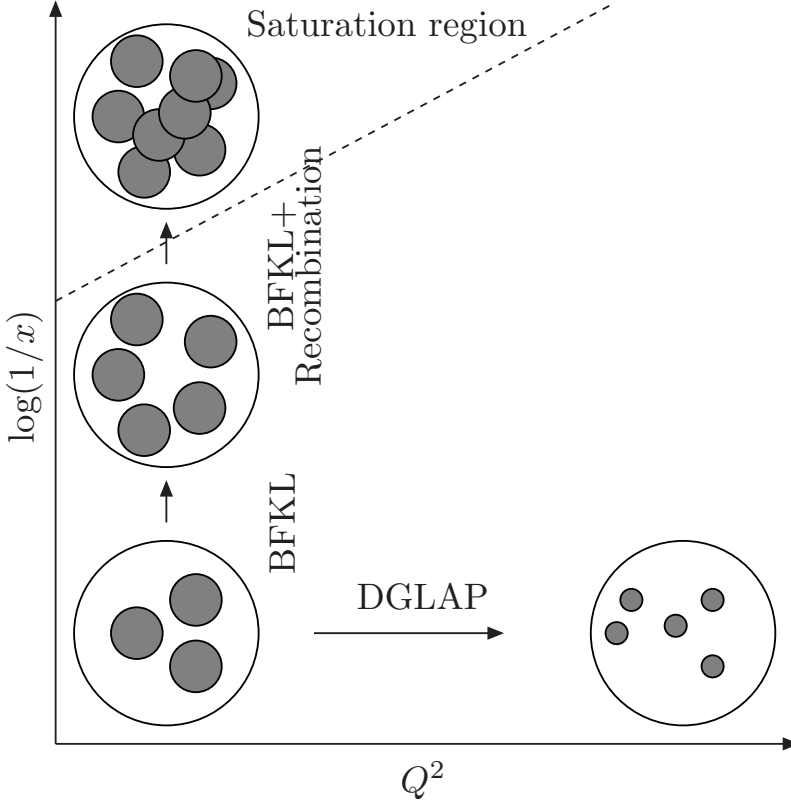 Saturation region
BFKL+
Recombination
log(1/x)
BFKL
DGLAP
Q²